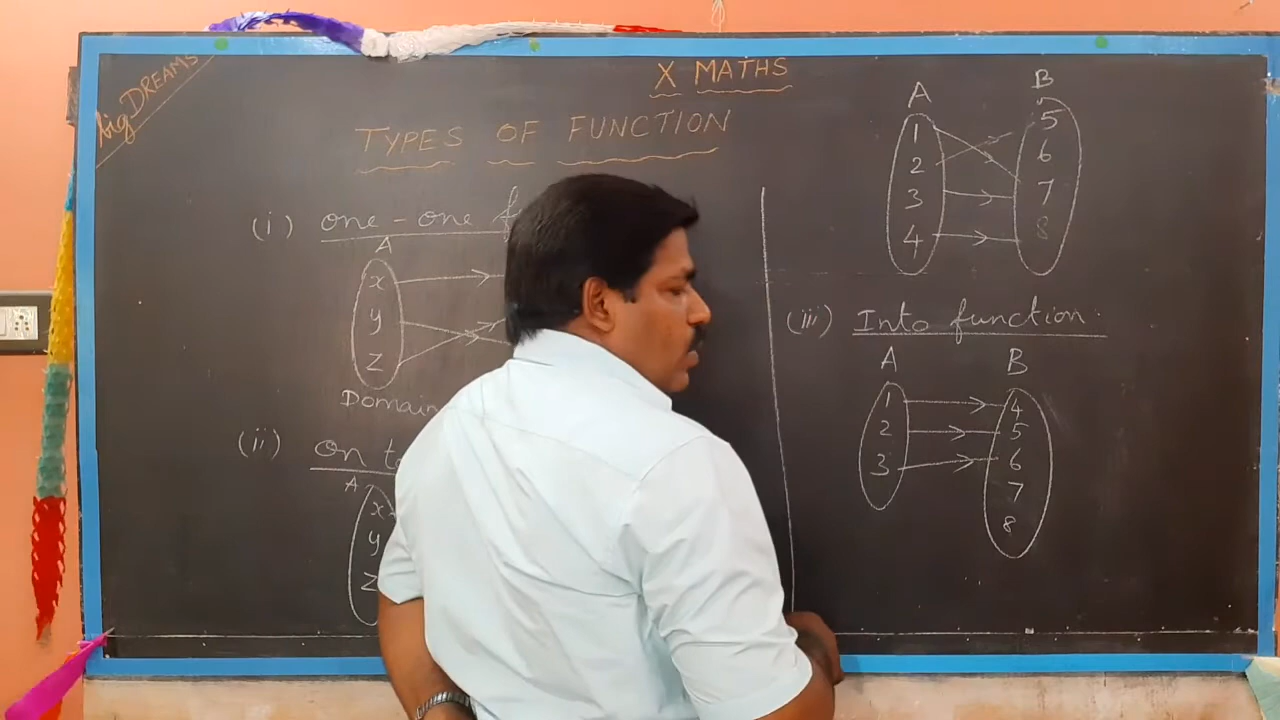 big DREAMS
X MATHS
TYPES OF FUNCTION
(i) one-one f
A
x
y
z
Domain
(ii) On t
A
x
y
z
A B
1 5
2 6
3 7
4 8
(iii) Into function.
A B
1 4
2 5
3 6
7
8